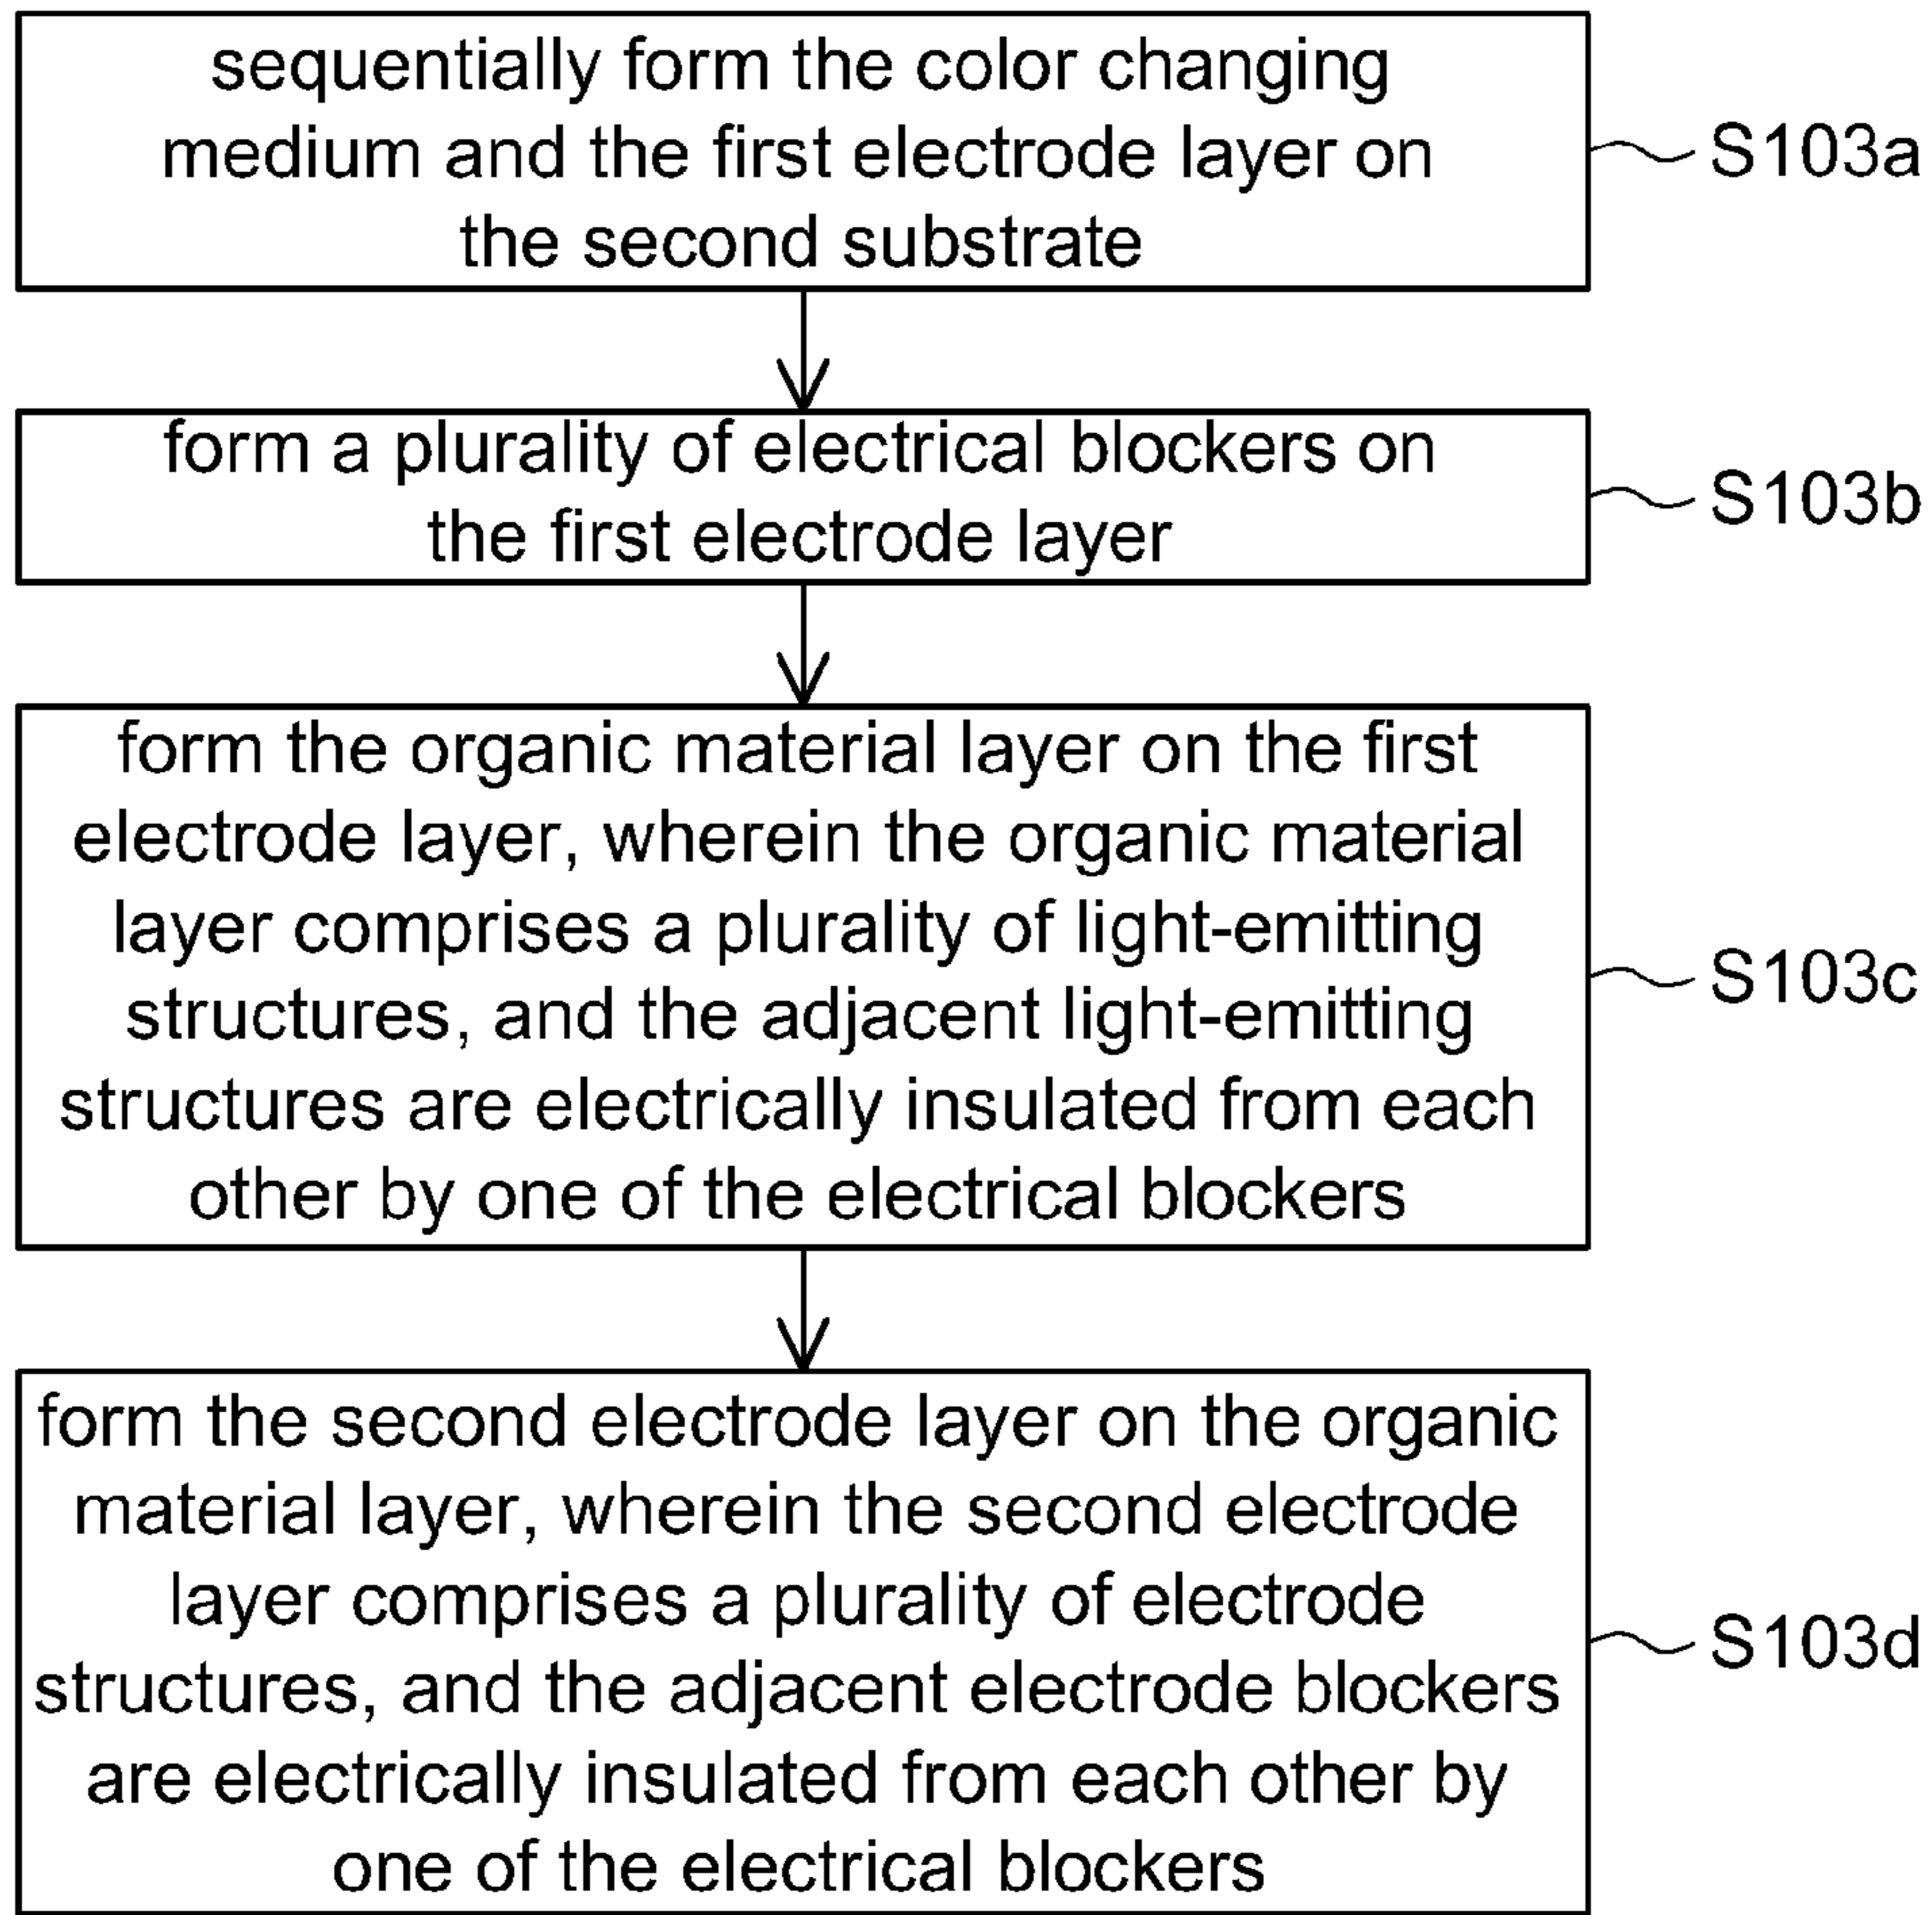 sequentially form the color changing
medium and the first electrode layer on
the second substrate
S103a
form a plurality of electrical blockers on
the first electrode layer
S103b
form the organic material layer on the first
electrode layer, wherein the organic material
layer comprises a plurality of light-emitting
structures, and the adjacent light-emitting
structures are electrically insulated from each
other by one of the electrical blockers
S103c
form the second electrode layer on the organic
material layer, wherein the second electrode
layer comprises a plurality of electrode
structures, and the adjacent electrode blockers
are electrically insulated from each other by
one of the electrical blockers
S103d